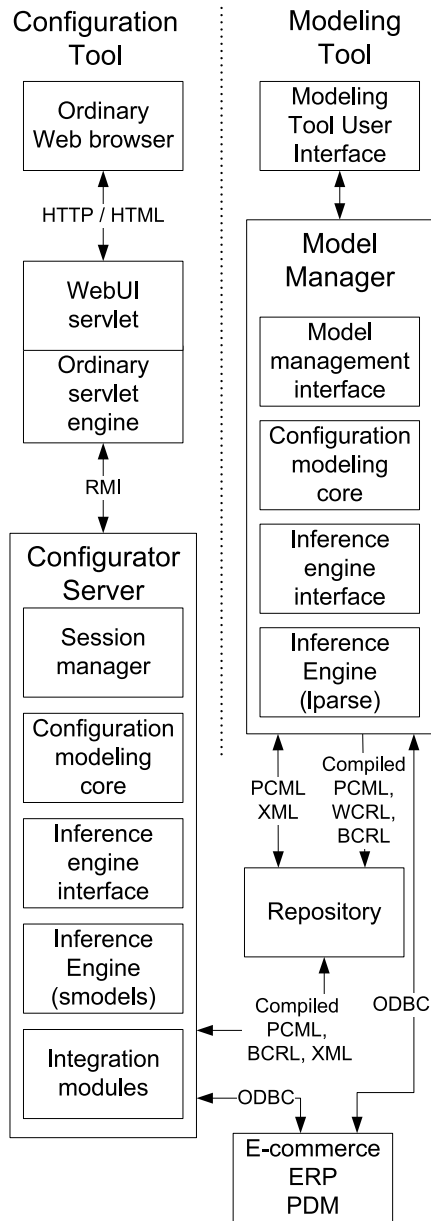 Configuration
Tool
Ordinary
Web browser
HTTP / HTML
WebUI
servlet
Ordinary
servlet
engine
RMI
Configurator
Server
Session
manager
Configuration
modeling
core
Inference
engine
interface
Inference
Engine
(smodels)
Integration
modules
Modeling
Tool
Modeling
Tool User
Interface
Model
Manager
Model
management
interface
Configuration
modeling
core
Inference
engine
interface
Inference
Engine
(lparse)
PCML
XML
Compiled
PCML,
WCRL,
BCRL
Repository
Compiled
PCML,
BCRL, XML
ODBC
ODBC
E-commerce
ERP
PDM